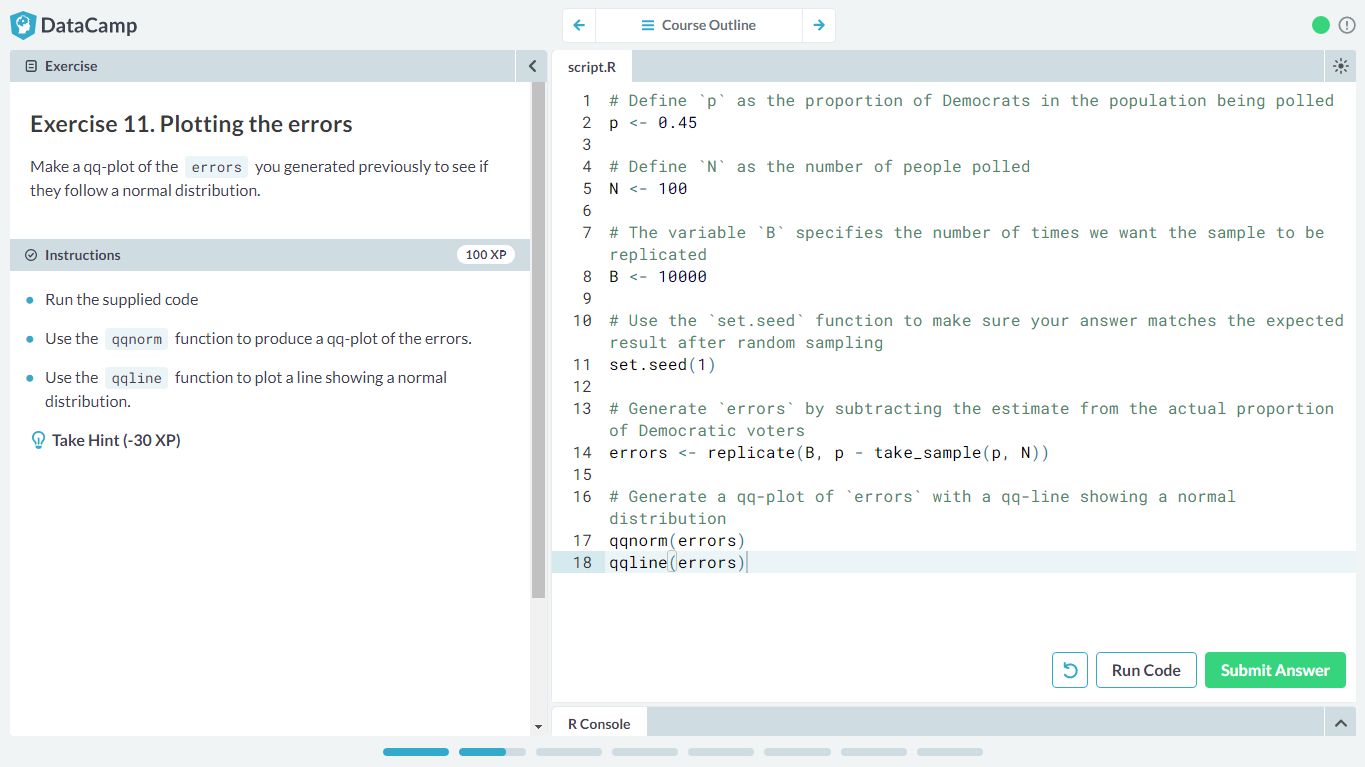 DataCamp
Course Outline
Exercise
Exercise 11. Plotting the errors
Make a qq-plot of the errors you generated previously to see if
they follow a normal distribution.
Instructions
100 XP
Run the supplied code
Use the qqnorm function to produce a qq-plot of the errors.
Use the qqline function to plot a line showing a normal
distribution.
Take Hint (-30 XP)
script.R
1 # Define `p` as the proportion of Democrats in the population being polled
2 p <- 0.45
3
4 # Define `N` as the number of people polled
5 N <- 100
6
7 # The variable `B` specifies the number of times we want the sample to be
replicated
8 B <- 10000
9
10 # Use the `set.seed` function to make sure your answer matches the expected
result after random sampling
11 set.seed(1)
12
13 # Generate `errors` by subtracting the estimate from the actual proportion
of Democratic voters
14 errors <- replicate(B, p - take_sample(p, N))
15
16 # Generate a qq-plot of `errors` with a qq-line showing a normal
distribution
17 qqnorm(errors)
18 qqline(errors)
Run Code
Submit Answer
R Console